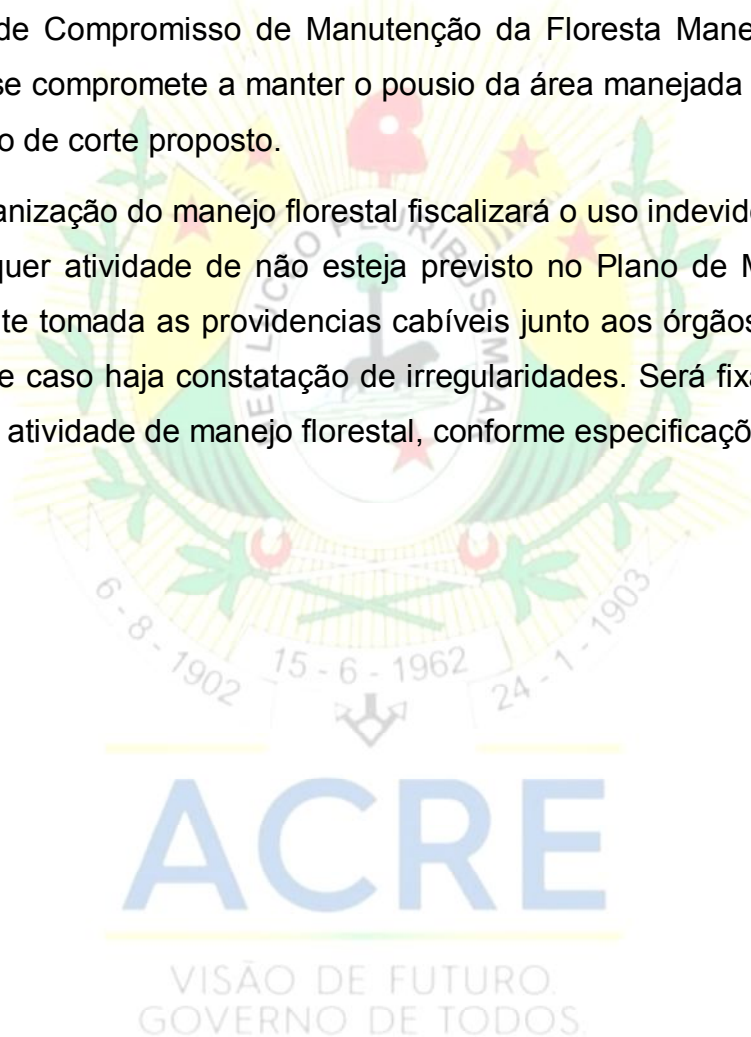 de Compromisso de Manutenção da Floresta Mane
se compromete a manter o pousio da área manejada
o de corte proposto.
anização do manejo florestal fiscalizará o uso indevid
quer atividade de não esteja previsto no Plano de M
te tomada as providencias cabíveis junto aos órgãos
e caso haja constatação de irregularidades. Será fix
atividade de manejo florestal, conforme especificaçõ
E LUCEO PLURIBUS MAI
6 - 8 - 1902
15 - 6 - 1962
24 - 1 - 1903
ACRE
VISÃO DE FUTURO.
GOVERNO DE TODOS.